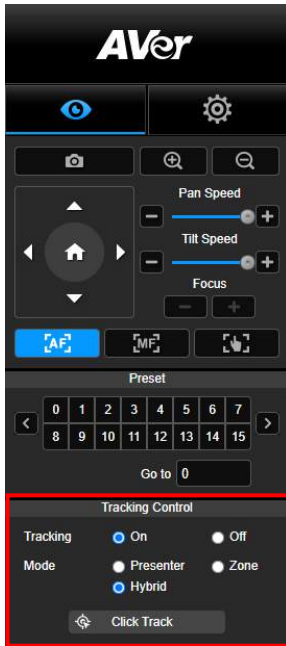 AVer
Pan Speed
Tilt Speed
Focus
AF
MF
Preset
0 1 2 3 4 5 6 7
8 9 10 11 12 13 14 15
Go to 0
Tracking Control
Tracking On Off
Mode Presenter Zone
Hybrid
Click Track